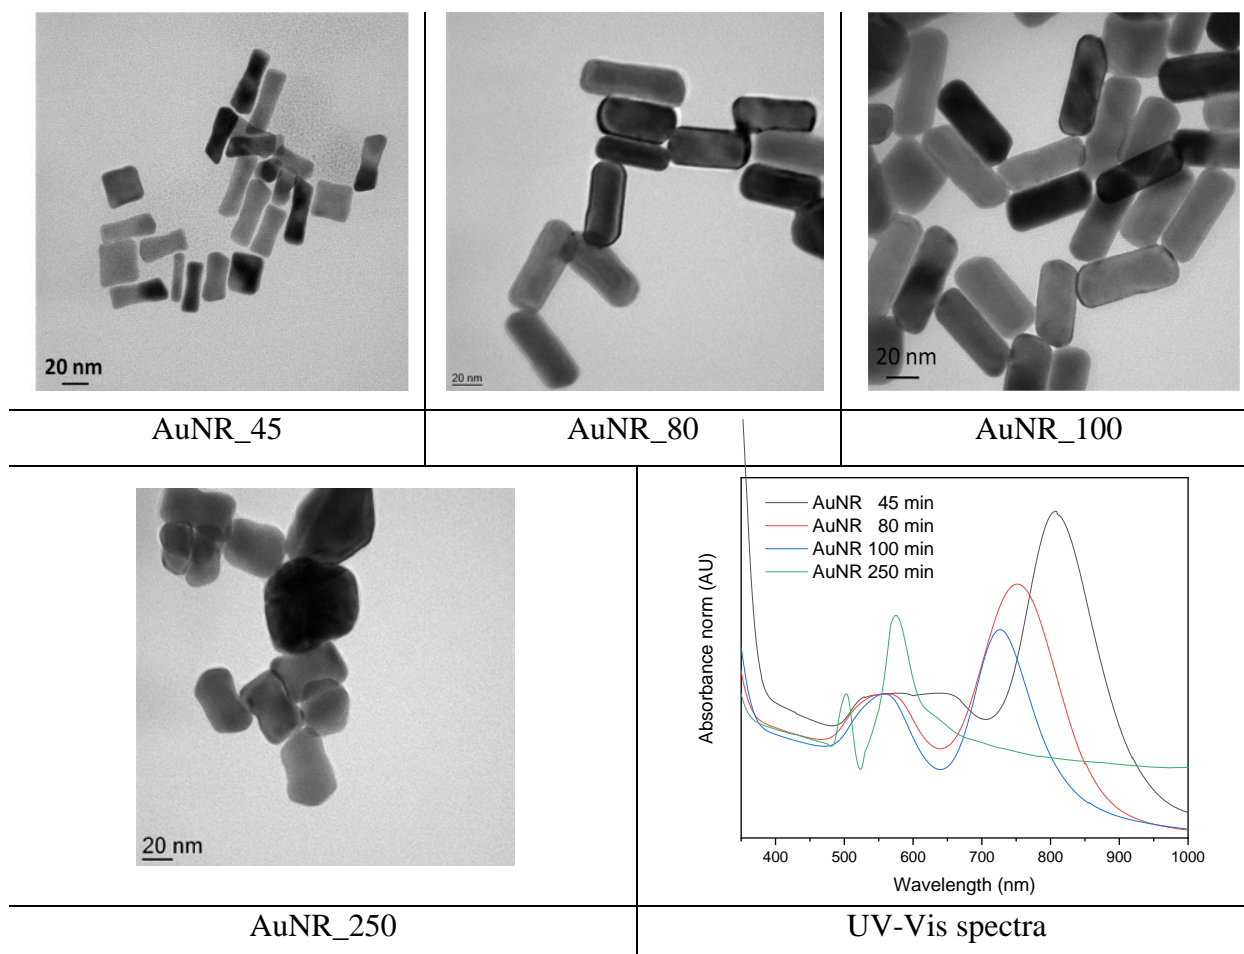 20 nm
20 nm
20 nm
AuNR_45
AuNR_80
AuNR_100
20 nm
AuNR 45 min
AuNR 80 min
AuNR 100 min
AuNR 250 min
Absorbance norm (AU)
400 500 600 700 800 900 1000
Wavelength (nm)
AuNR_250
UV-Vis spectra